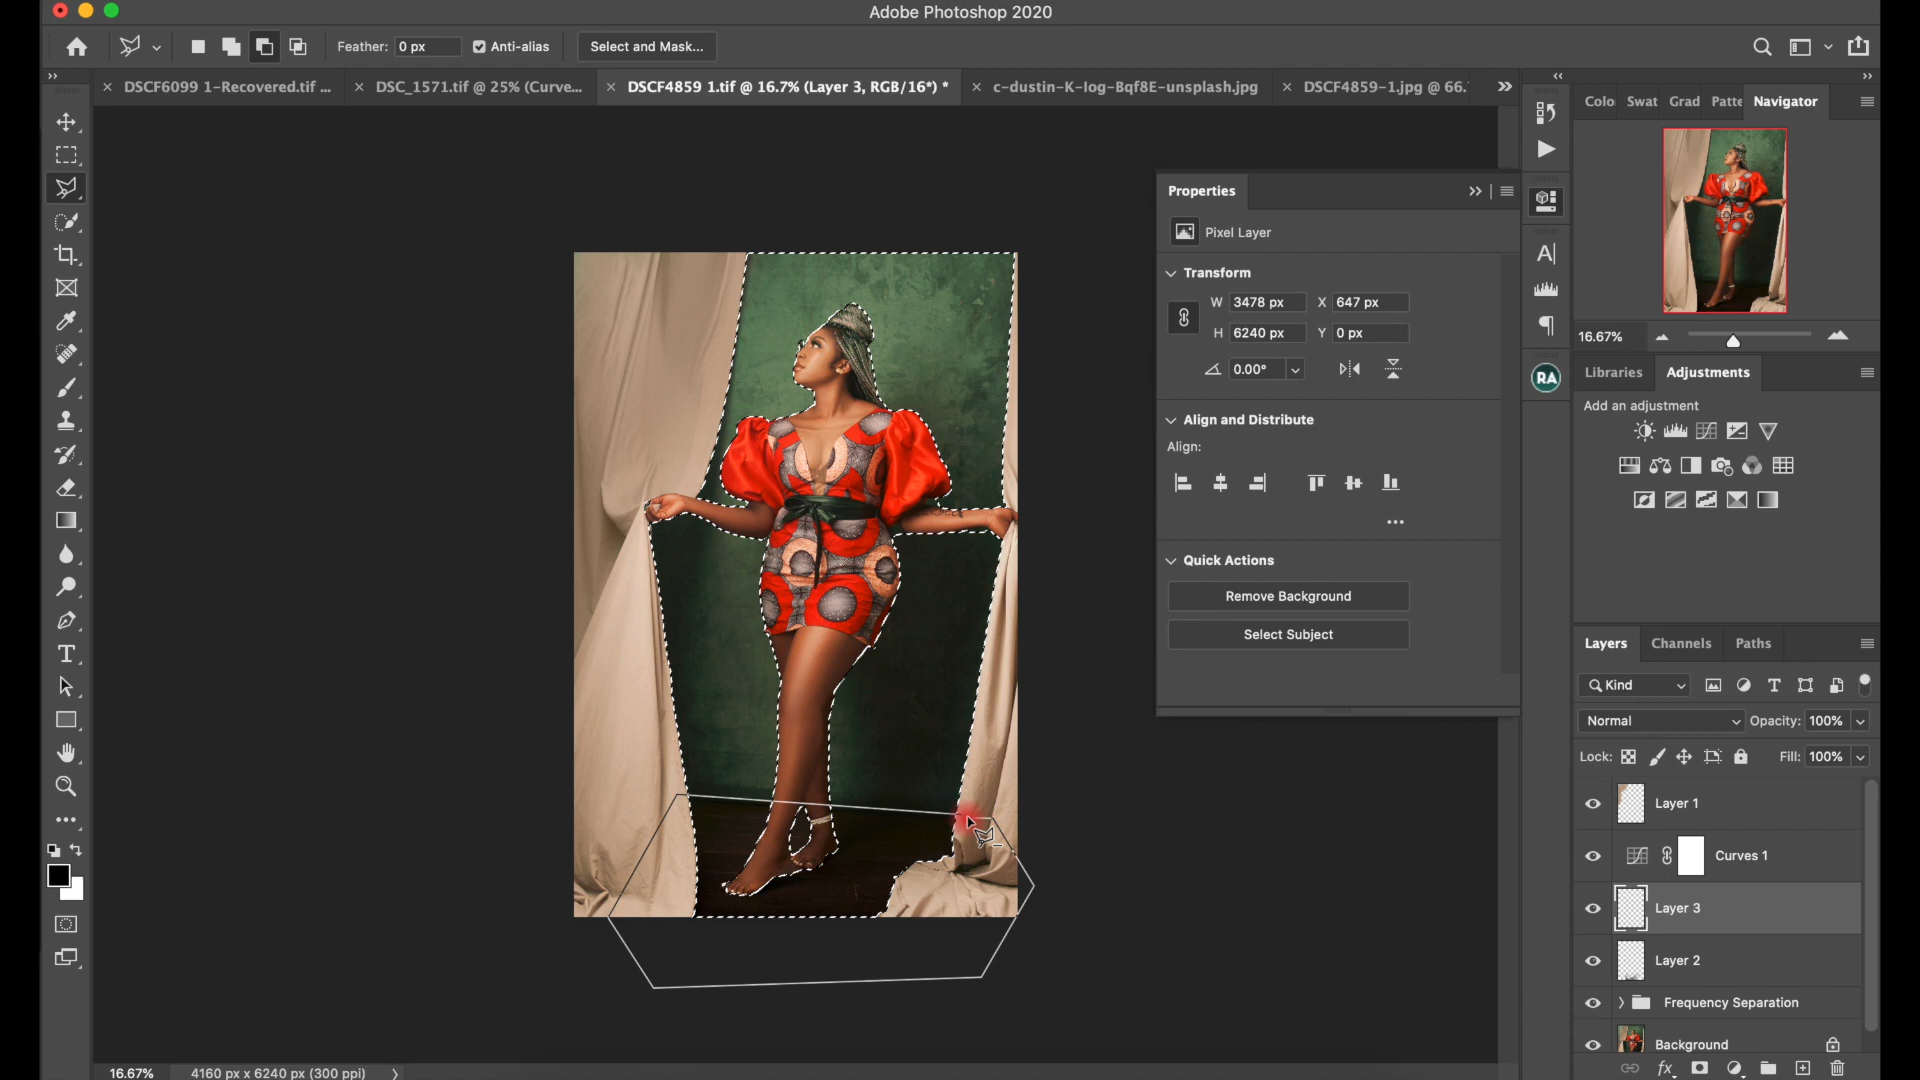 Adobe Photoshop 2020
Feather: 0 px Anti-alias Select and Mask...
DSCF6099 1-Recovered.tif ... DSC_1571.tif @ 25% (Curve... DSCF4859 1.tif @ 16.7% (Layer 3, RGB/16*) * c-dustin-K-Iog-Bqf8E-unsplash.jpg DSCF4859-1.jpg @ 66.
Colo Swat Grad Patte Navigator
Properties
Pixel Layer
Transform
W 3478 px X 647 px
H 6240 px Y 0 px
0.00°
Align and Distribute
Align:
Quick Actions
Remove Background
Select Subject
A|
RA
16.67%
Libraries Adjustments
Add an adjustment
Layers Channels Paths
Kind
Normal Opacity: 100%
Lock: Fill: 100%
Layer 1
Curves 1
Layer 3
Layer 2
Frequency Separation
Background
fx
16.67% 4160 px x 6240 px (300 ppi)